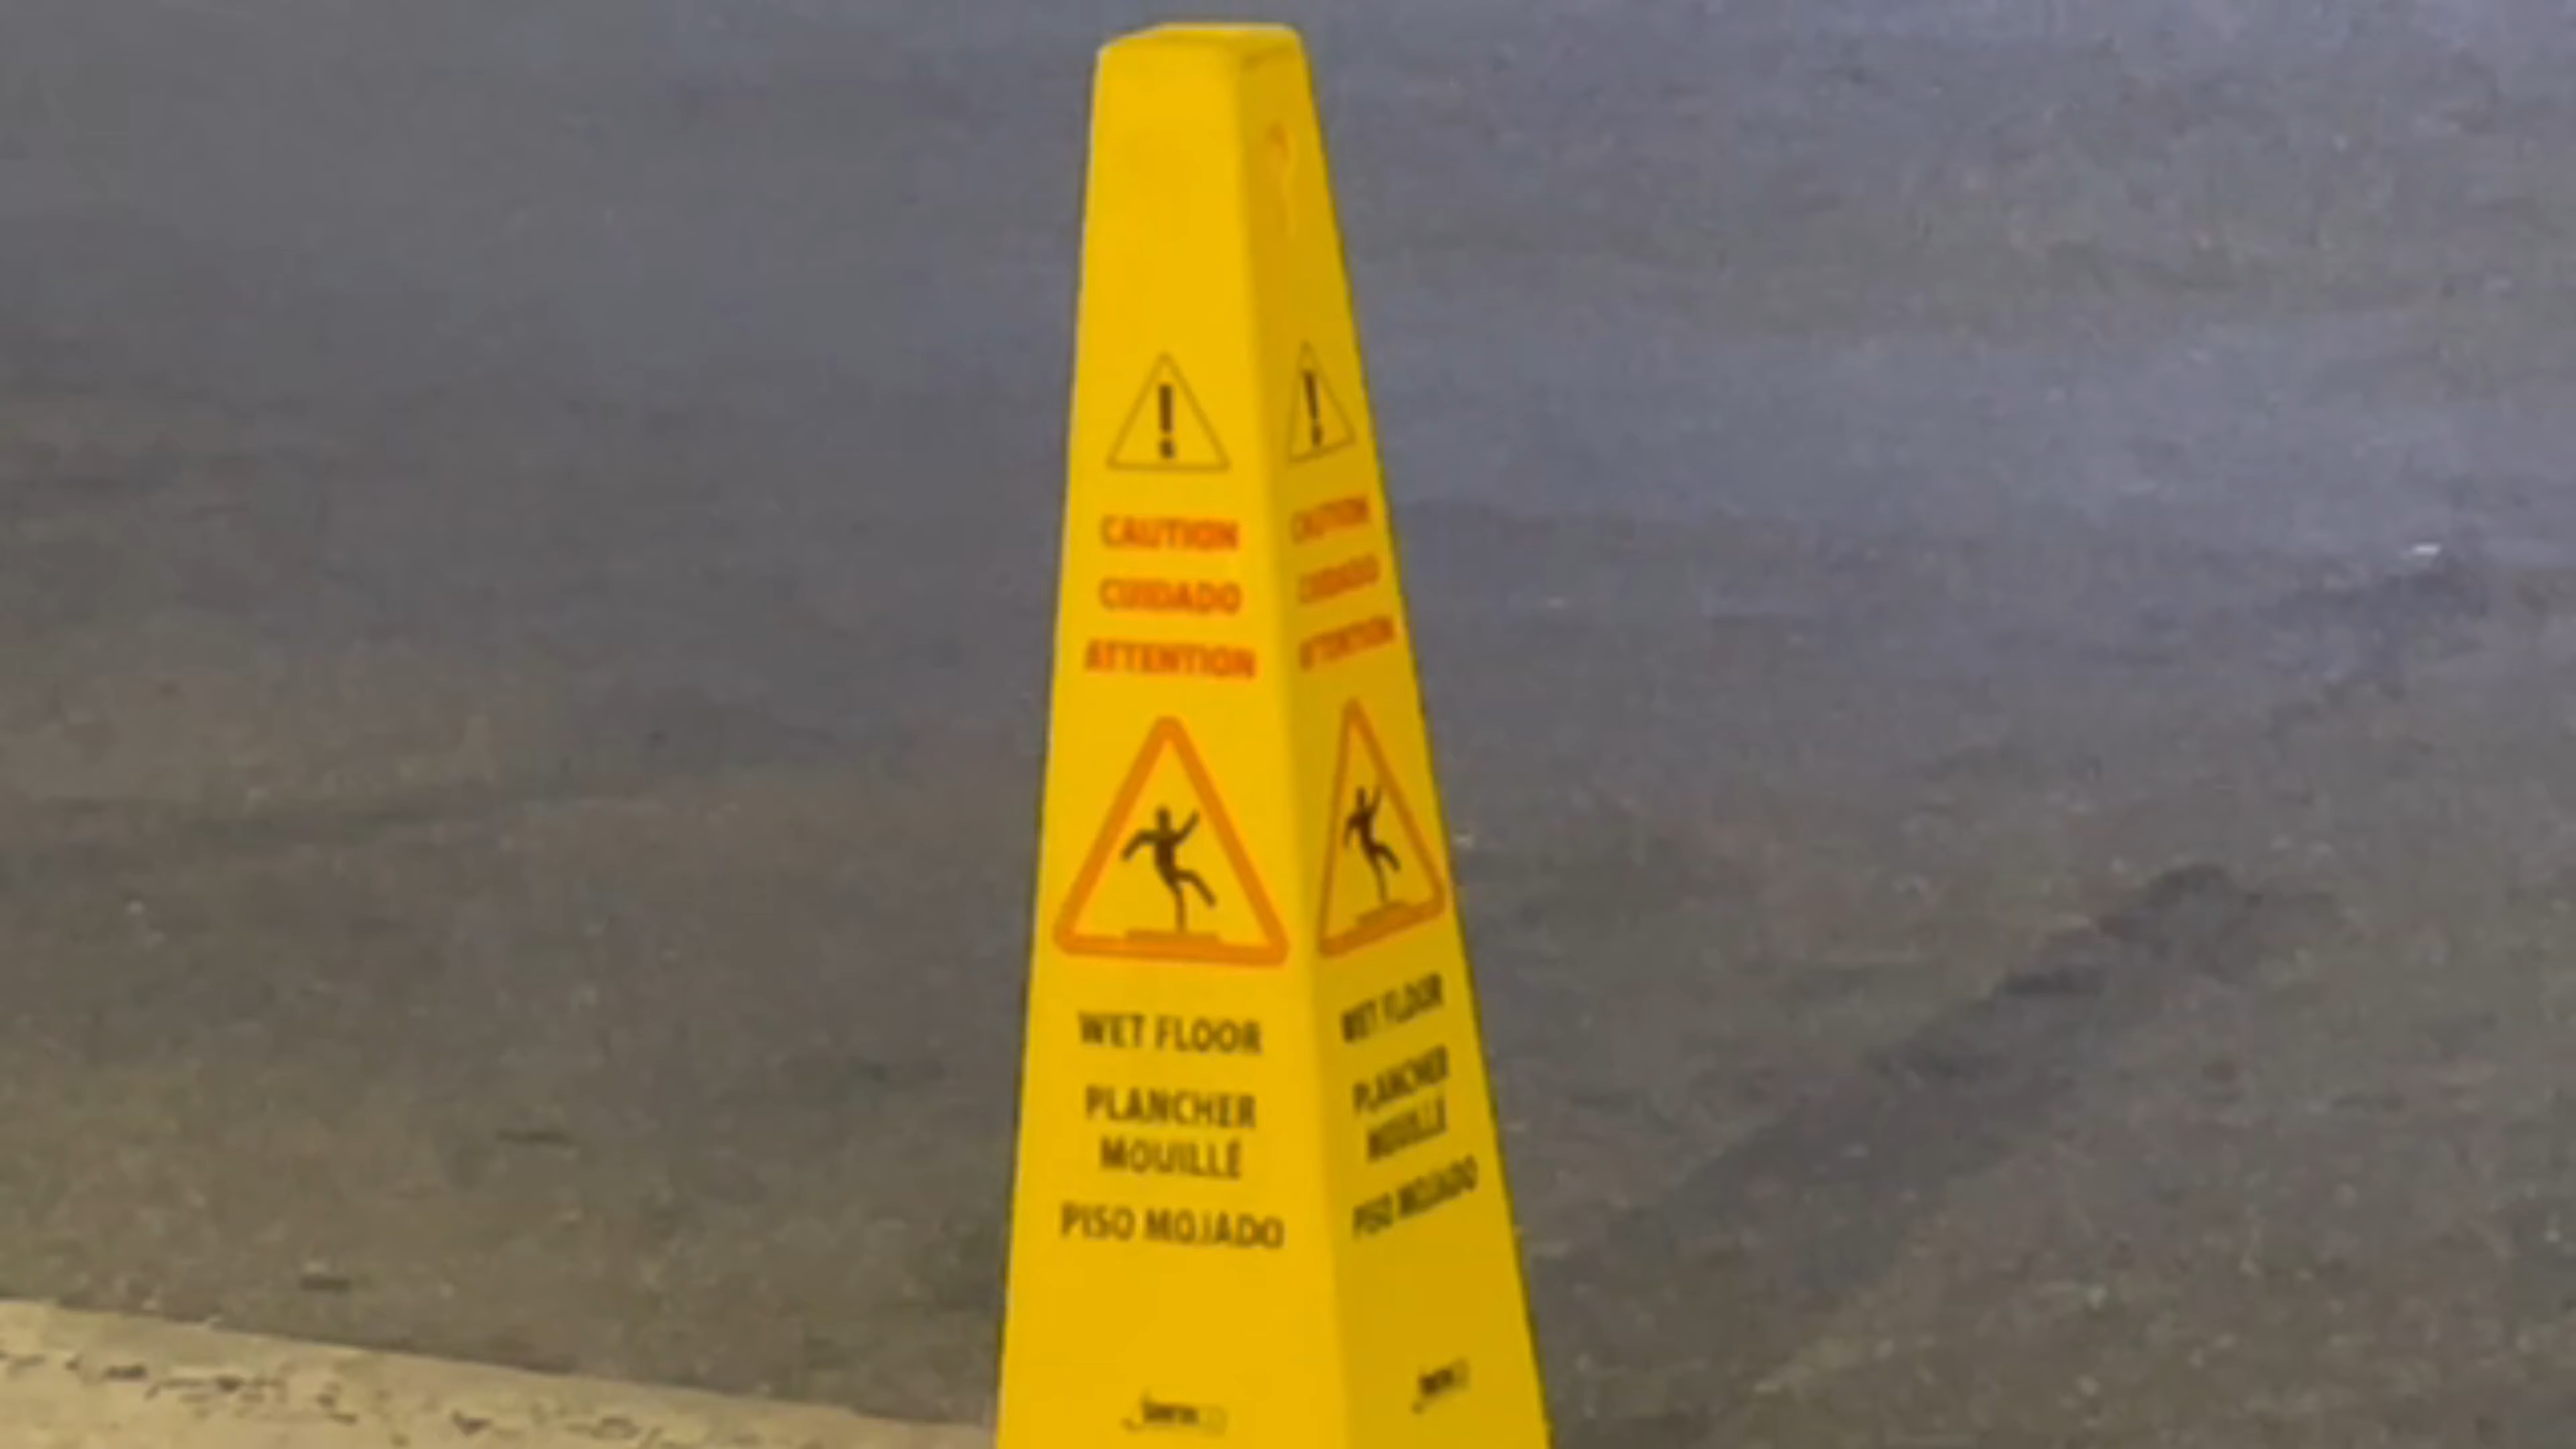 !
CAUTION
CUIDADO
ATTENTION
WET FLOOR
PLANCHER
MOUILLÉ
PISO MOJADO
!
CAUTION
CUIDADO
ATTENTION
WET FLOOR
PLANCHER
MOUILLÉ
PISO MOJADO